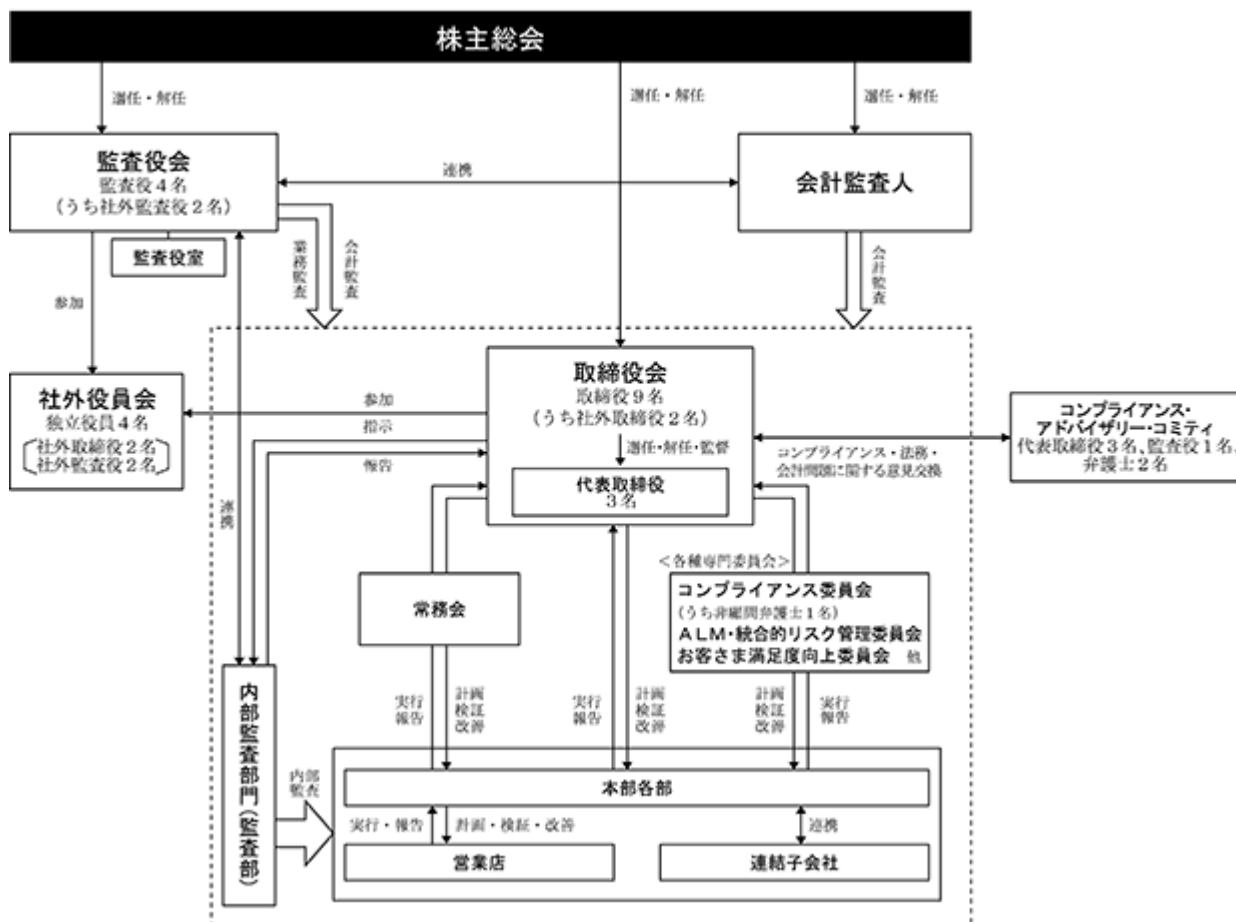 株主総会
選任・解任
選任・解任
選任・解任
監査役会
監査役4名
(うち社外監査役2名)
連携
会計監査人
監査役室
業務監査
会計監査
会計監査
参加
社外役員会
独立役員4名
社外取締役2名
社外監査役2名
取締役会
取締役9名
(うち社外取締役2名)
選任・解任・監督
代表取締役
3名
参加
指示
報告
連携
コンプライアンス・法務・
会計問題に関する意見交換
コンプライアンス・
アドバイザリー・コミティ
代表取締役3名、監査役1名、
弁護士2名
常務会
<各種専門委員会>
コンプライアンス委員会
(うち非顧問弁護士1名)
ALM・統合的リスク管理委員会
お客さま満足度向上委員会 他
実行
報告
計画
検証
改善
実行
報告
計画
検証
改善
計画
検証
改善
実行
報告
内部監査部門(監査部)
内部
監査
本部各部
実行・報告
計画・検証・改善
連携
営業店
連結子会社